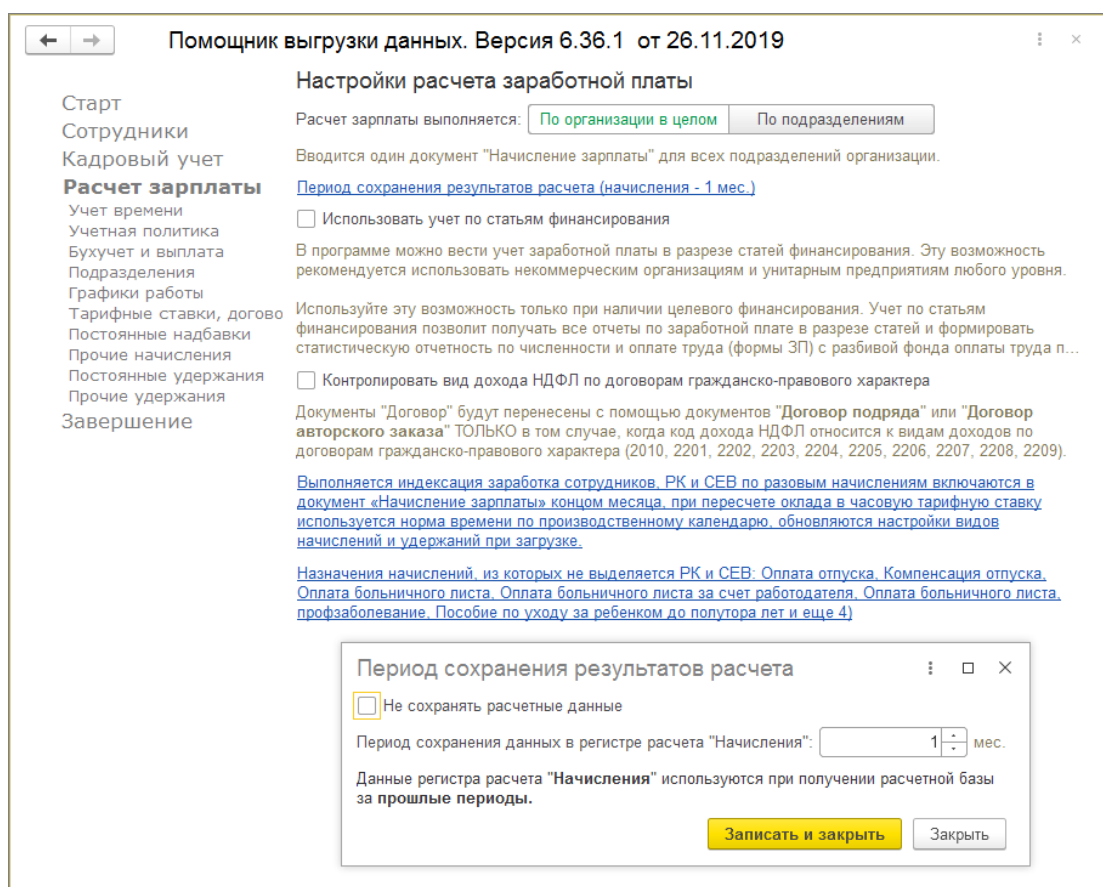 Помощник выгрузки данных. Версия 6.36.1 от 26.11.2019
Старт
Сотрудники
Кадровый учет
Расчет зарплаты
Учет времени
Учетная политика
Бухучет и выплата
Подразделения
Графики работы
Тарифные ставки, догово
Постоянные надбавки
Прочие начисления
Постоянные удержания
Прочие удержания
Завершение
Настройки расчета заработной платы
Расчет зарплаты выполняется: По организации в целом По подразделениям
Вводится один документ "Начисление зарплаты" для всех подразделений организации.
Период сохранения результатов расчета (начисления - 1 мес.)
Использовать учет по статьям финансирования
В программе можно вести учет заработной платы в разрезе статей финансирования. Эту возможность
рекомендуется использовать некоммерческим организациям и унитарным предприятиям любого уровня.
Используйте эту возможность только при наличии целевого финансирования. Учет по статьям
финансирования позволит получать все отчеты по заработной плате в разрезе статей и формировать
статистическую отчетность по численности и оплате труда (формы ЗП) с разбивой фонда оплаты труда п...
Контролировать вид дохода НДФЛ по договорам гражданско-правового характера
Документы "Договор" будут перенесены с помощью документов "Договор подряда" или "Договор
авторского заказа" ТОЛЬКО в том случае, когда код дохода НДФЛ относится к видам доходов по
договорам гражданско-правового характера (2010, 2201, 2202, 2203, 2204, 2205, 2206, 2207, 2208, 2209).
Выполняется индексация заработка сотрудников, РК и СЕВ по разовым начислениям включаются в
документ «Начисление зарплаты» концом месяца, при пересчете оклада в часовую тарифную ставку
используется норма времени по производственному календарю, обновляются настройки видов
начислений и удержаний при загрузке.
Назначения начислений, из которых не выделяется РК и СЕВ: Оплата отпуска, Компенсация отпуска,
Оплата больничного листа, Оплата больничного листа за счет работодателя, Оплата больничного листа,
профзаболевание, Пособие по уходу за ребенком до полутора лет и еще 4)
Период сохранения результатов расчета
Не сохранять расчетные данные
Период сохранения данных в регистре расчета "Начисления": 1 мес.
Данные регистра расчета "Начисления" используются при получении расчетной базы
за прошлые периоды.
Записать и закрыть Закрыть